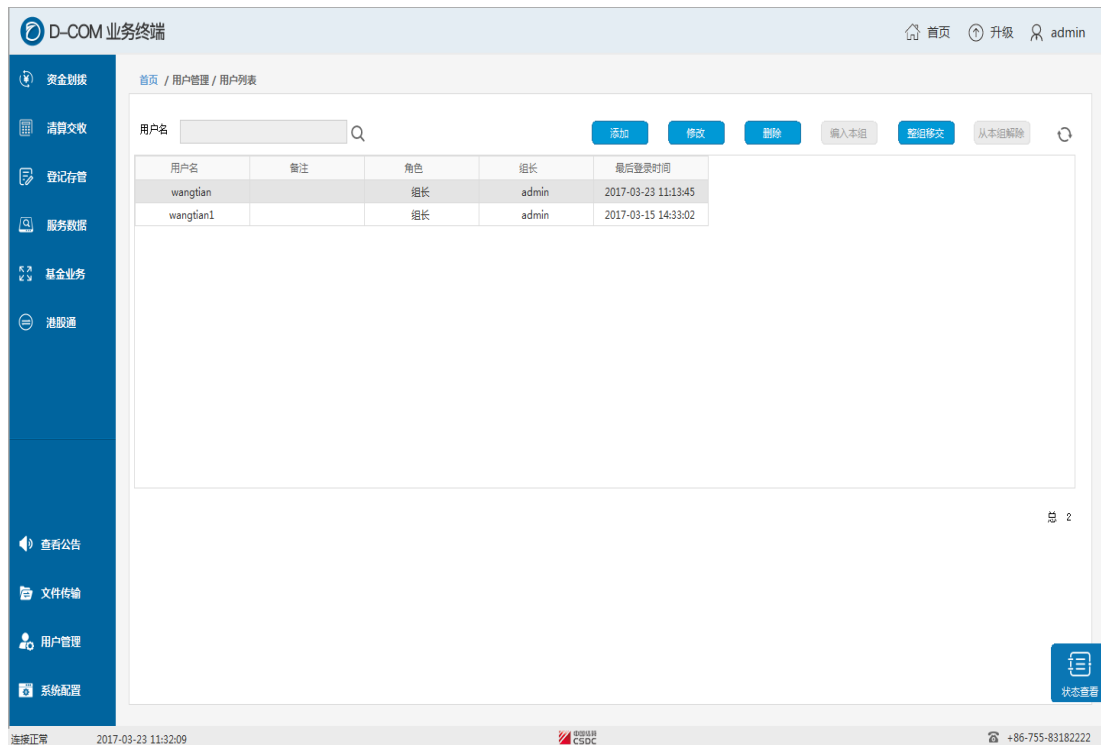 D-COM 业务终端
首页 升级 admin
资金划拨
清算交收
登记存管
服务数据
基金业务
港股通
查看公告
文件传输
用户管理
系统配置
首页 / 用户管理 / 用户列表
用户名 添加 修改 删除 编入本组 整组移交 从本组解除
用户名 备注 角色 组长 最后登录时间
wangtian 组长 admin 2017-03-23 11:13:45
wangtian1 组长 admin 2017-03-15 14:33:02
总 2
状态查看
连接正常 2017-03-23 11:32:09 中国结算 CSDC +86-755-83182222